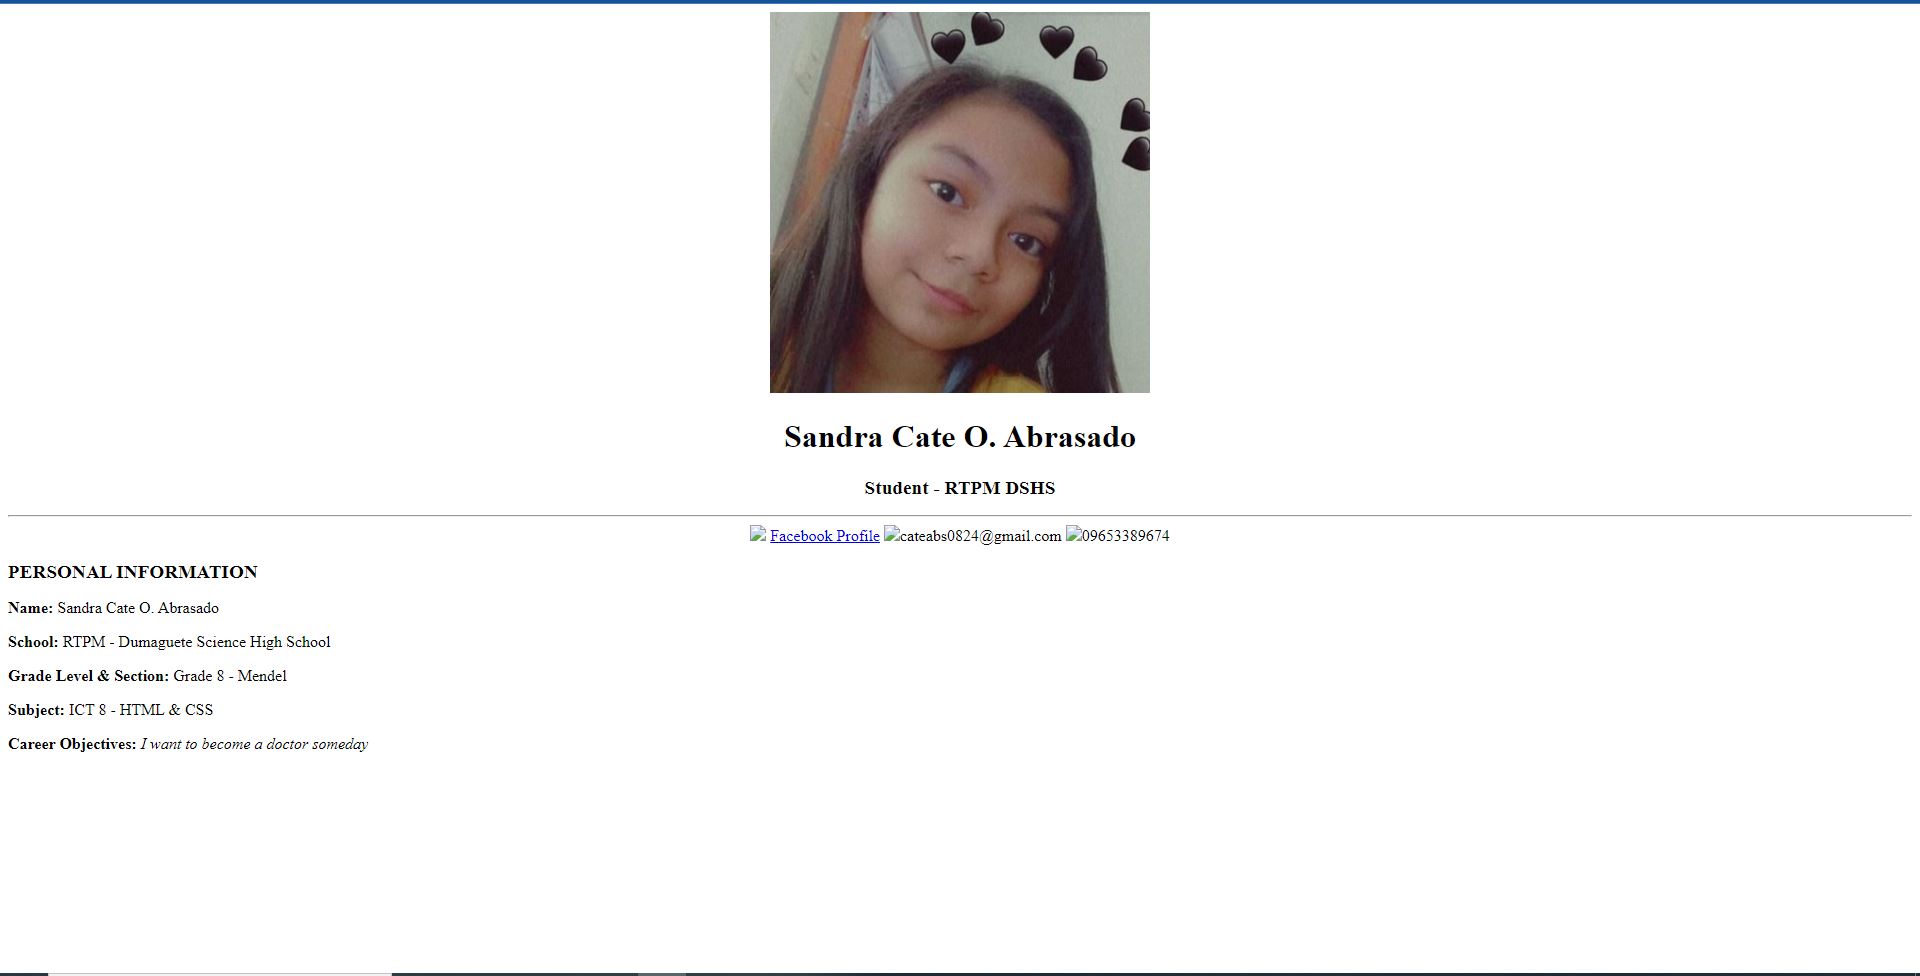 Sandra Cate O. Abrasado
Student - RTPM DSHS
Facebook Profile cateabs0824@gmail.com 09653389674
PERSONAL INFORMATION
Name: Sandra Cate O. Abrasado
School: RTPM - Dumaguete Science High School
Grade Level & Section: Grade 8 - Mendel
Subject: ICT 8 - HTML & CSS
Career Objectives: I want to become a doctor someday